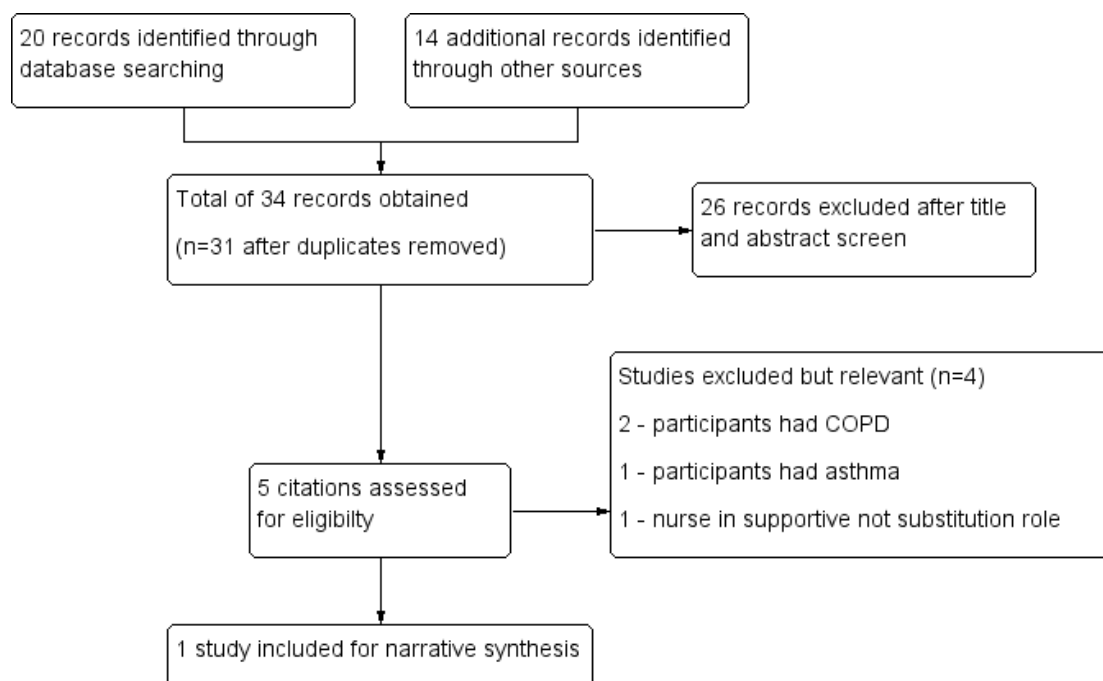 20 records identified through
database searching
14 additional records identified
through other sources
Total of 34 records obtained
(n=31 after duplicates removed)
26 records excluded after title
and abstract screen
Studies excluded but relevant (n=4)
2 - participants had COPD
1 - participants had asthma
1 - nurse in supportive not substitution role
5 citations assessed
for eligibilty
1 study included for narrative synthesis